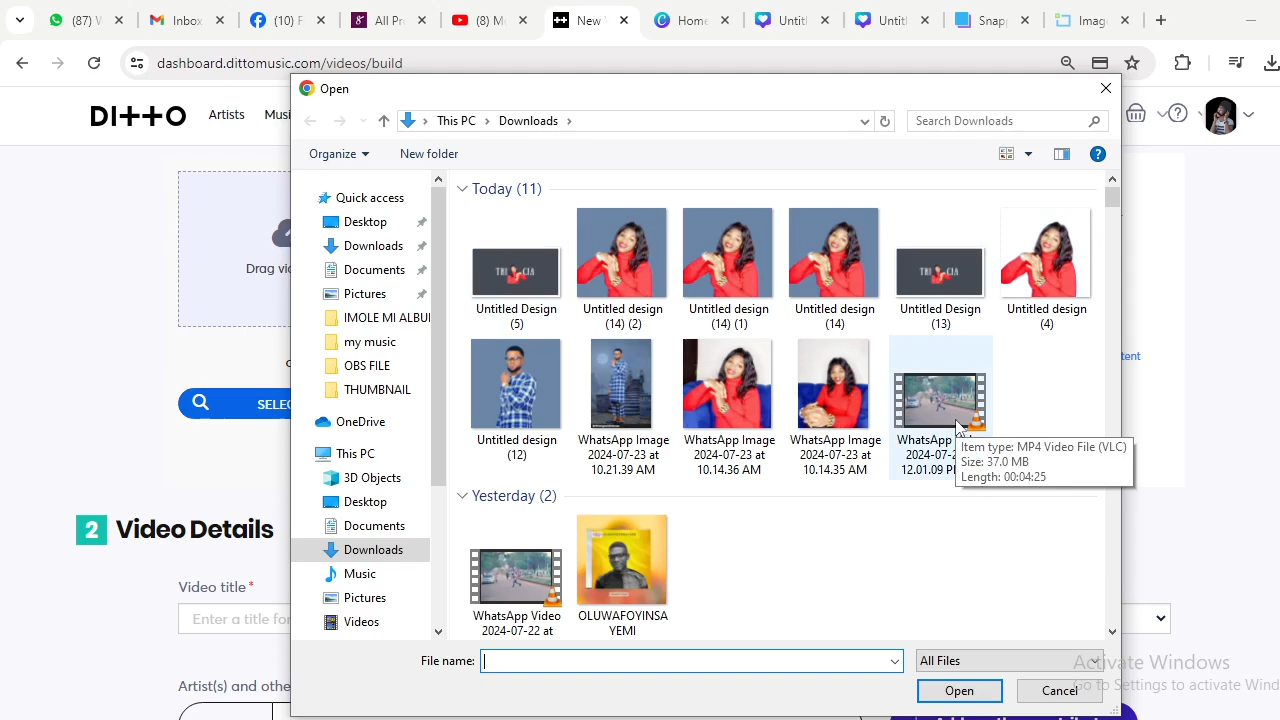 (87) W
Inbox
(10) F
All Pr
(8) M
New V
Home
Untitl
Untitl
Snap
Imag
dashboard.dittomusic.com/videos/build
DI++O
Artists
Musi
Open
This PC
Downloads
Search Downloads
Organize
New folder
Quick access
Desktop
Downloads
Documents
Pictures
IMOLE MI ALBU
my music
OBS FILE
THUMBNAIL
OneDrive
This PC
3D Objects
Desktop
Documents
Downloads
Music
Pictures
Videos
Today (11)
Untitled Design (5)
Untitled design (14) (2)
Untitled design (14) (1)
Untitled design (14)
Untitled Design (13)
Untitled design (4)
Untitled design (12)
WhatsApp Image 2024-07-23 at 10.21.39 AM
WhatsApp Image 2024-07-23 at 10.14.36 AM
WhatsApp Image 2024-07-23 at 10.14.35 AM
WhatsApp
2024-07-2
12.01.09 P
Item type: MP4 Video File (VLC)
Size: 37.0 MB
Length: 00:04:25
Yesterday (2)
WhatsApp Video 2024-07-22 at
OLUWAFOYINSA YEMI
File name:
All Files
Open
Cancel
Drag vi
SELEC
tent
2 Video Details
Video title*
Enter a title for
Artist(s) and othe
Activate Windows
Go to Settings to activate Wind